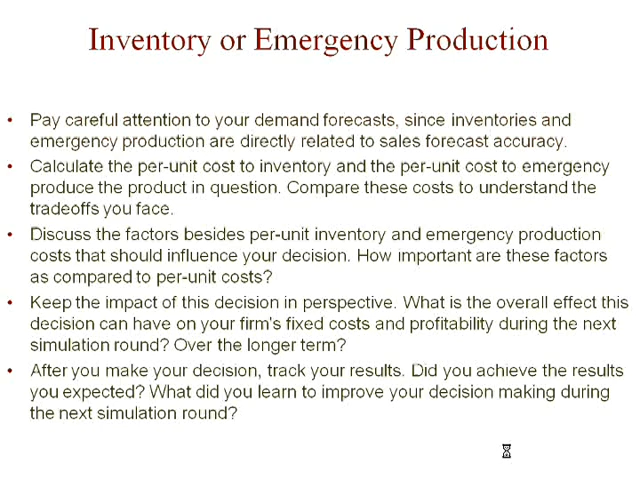 Inventory or Emergency Production
• Pay careful attention to your demand forecasts, since inventories and
emergency production are directly related to sales forecast accuracy.
• Calculate the per-unit cost to inventory and the per-unit cost to emergency
produce the product in question. Compare these costs to understand the
tradeoffs you face.
• Discuss the factors besides per-unit inventory and emergency production
costs that should influence your decision. How important are these factors
as compared to per-unit costs?
• Keep the impact of this decision in perspective. What is the overall effect this
decision can have on your firm's fixed costs and profitability during the next
simulation round? Over the longer term?
• After you make your decision, track your results. Did you achieve the results
you expected? What did you learn to improve your decision making during
the next simulation round?